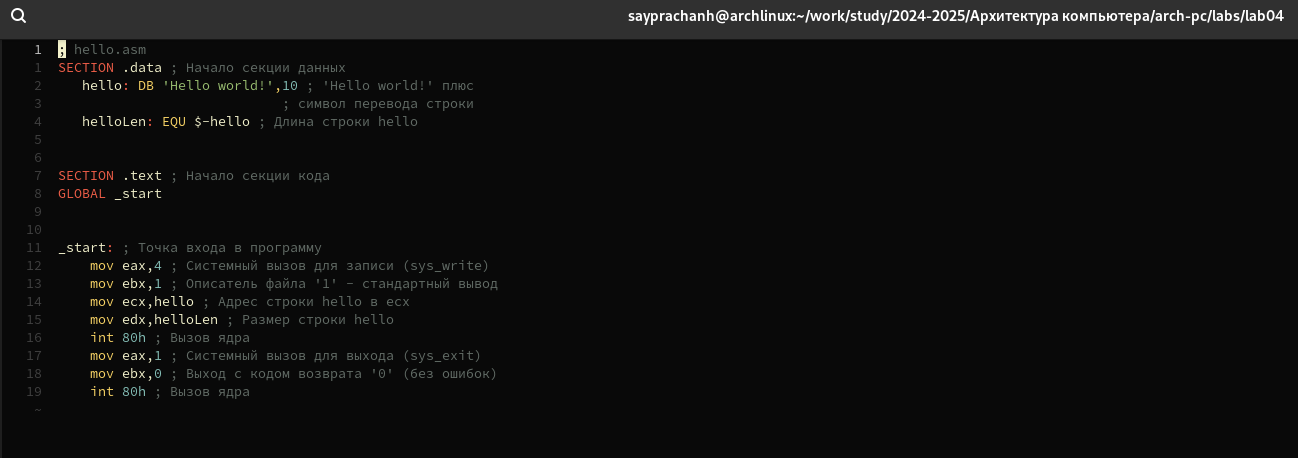 sayprachanh@archlinux:~/work/study/2024-2025/Архитектура компьютера/arch-pc/labs/lab04
1 ; hello.asm
1 SECTION .data ; Начало секции данных
2    hello: DB 'Hello world!',10 ; 'Hello world!' плюс
3                             ; символ перевода строки
4    helloLen: EQU $-hello ; Длина строки hello
5
6
7 SECTION .text ; Начало секции кода
8 GLOBAL _start
9
10
11 _start: ; Точка входа в программу
12     mov eax,4 ; Системный вызов для записи (sys_write)
13     mov ebx,1 ; Описатель файла '1' - стандартный вывод
14     mov ecx,hello ; Адрес строки hello в ecx
15     mov edx,helloLen ; Размер строки hello
16     int 80h ; Вызов ядра
17     mov eax,1 ; Системный вызов для выхода (sys_exit)
18     mov ebx,0 ; Выход с кодом возврата '0' (без ошибок)
19     int 80h ; Вызов ядра
~